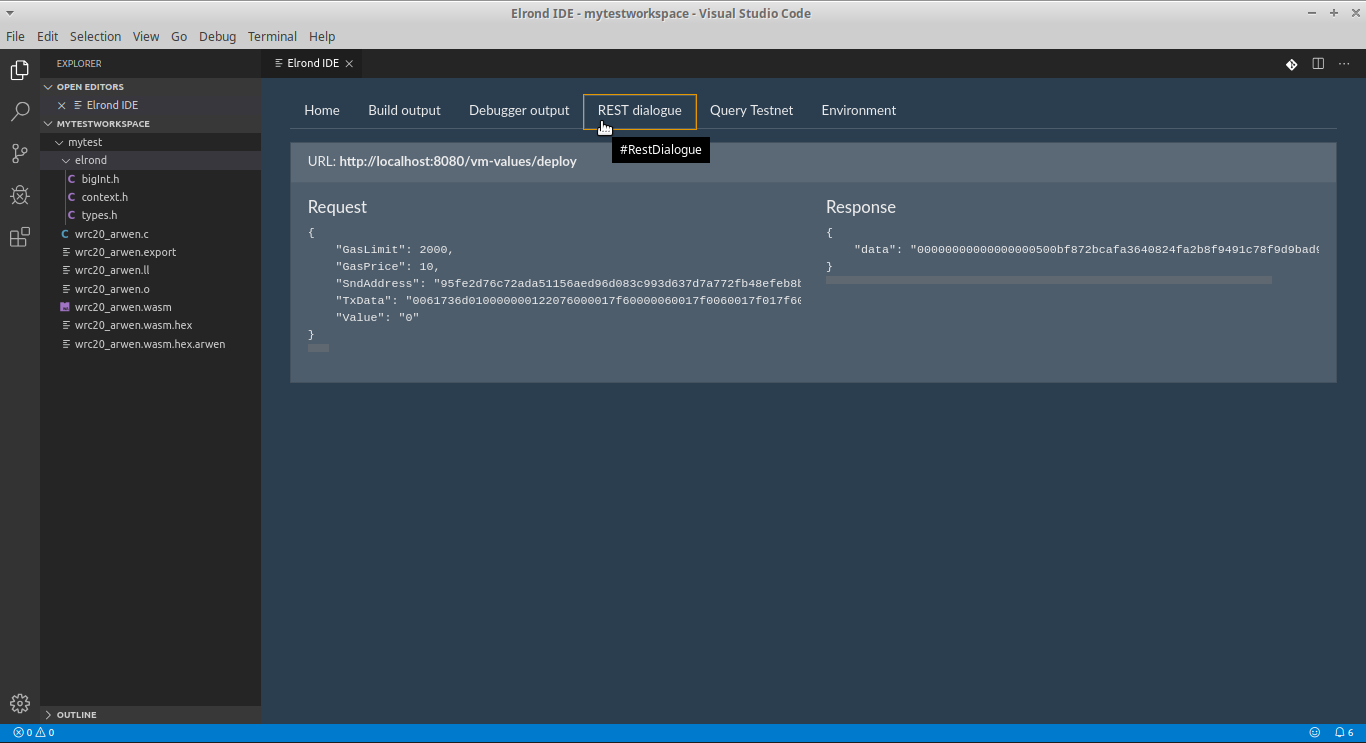 Elrond IDE - mytestworkspace - Visual Studio Code
File Edit Selection View Go Debug Terminal Help
EXPLORER
OPEN EDITORS
Elrond IDE
MYTESTWORKSPACE
mytest
elrond
bigInt.h
context.h
types.h
wrc20_arwen.c
wrc20_arwen.export
wrc20_arwen.ll
wrc20_arwen.o
wrc20_arwen.wasm
wrc20_arwen.wasm.hex
wrc20_arwen.wasm.hex.arwen
OUTLINE
Elrond IDE
Home Build output Debugger output REST dialogue Query Testnet Environment
#RestDialogue
URL: http://localhost:8080/vm-values/deploy
Request
{
"GasLimit": 2000,
"GasPrice": 10,
"SndAddress": "95fe2d76c72ada51156aed96d083c993d637d7a772fb48efeb8b
"TxData": "0061736d010000000122076000017f60000060017f0060017f017f60
"Value": "0"
}
Response
{
"data": "00000000000000000500bf872bcafa3640824fa2b8f9491c78f9d9bad9
}
0 0
6